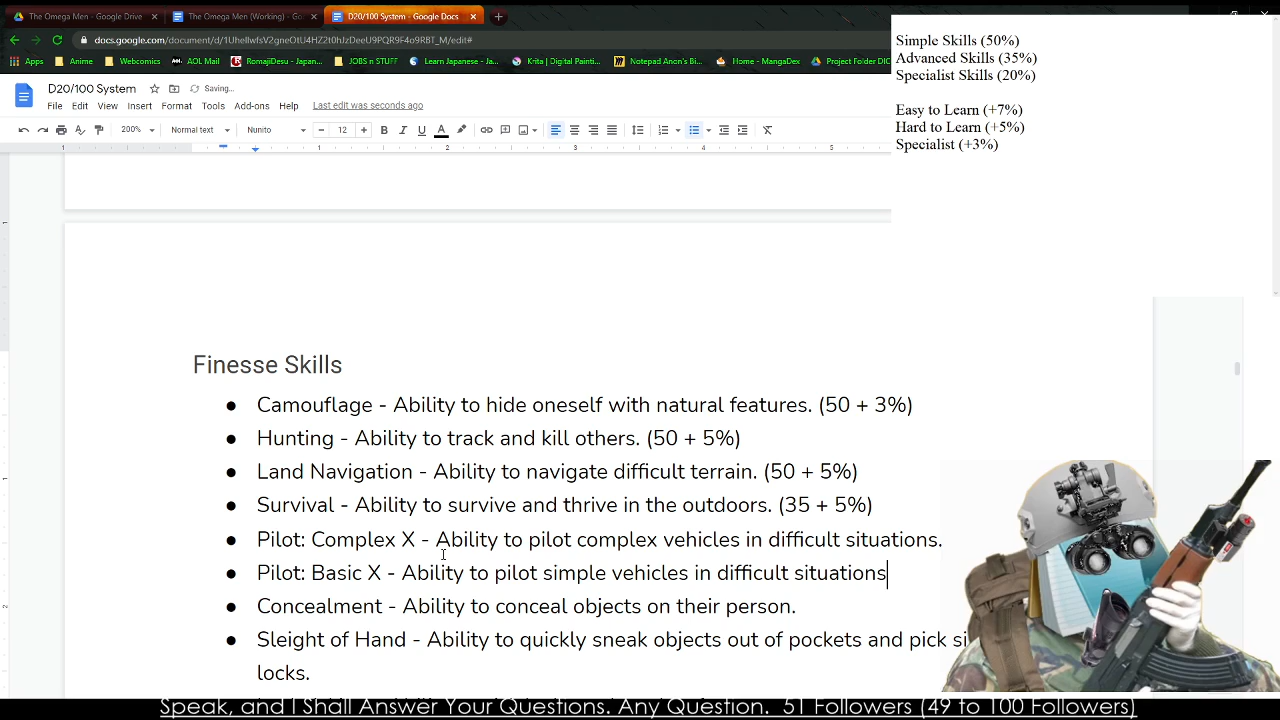 The Omega Men - Google Drive
The Omega Men (Working) - Go
D20/100 System - Google Docs
docs.google.com/document/d/
Apps
Anime
Webcomics
AOL Mail
RomajiDesu - Japan...
JOBS n STUFF
Learn Japanese - Ja...
Krita | Digital Painti...
Notepad Anon's Bi...
Home - MangaDex
Project Folder DIC
D20/100 System
Saving...
File Edit View Insert Format Tools Add-ons Help Last edit was seconds ago
200% Normal text Nunito 12
Simple Skills (50%)
Advanced Skills (35%)
Specialist Skills (20%)
Easy to Learn (+7%)
Hard to Learn (+5%)
Specialist (+3%)
Finesse Skills
Camouflage - Ability to hide oneself with natural features. (50 + 3%)
Hunting - Ability to track and kill others. (50 + 5%)
Land Navigation - Ability to navigate difficult terrain. (50 + 5%)
Survival - Ability to survive and thrive in the outdoors. (35 + 5%)
Pilot: Complex X - Ability to pilot complex vehicles in difficult situations.
Pilot: Basic X - Ability to pilot simple vehicles in difficult situations
Concealment - Ability to conceal objects on their person.
Sleight of Hand - Ability to quickly sneak objects out of pockets and pick si
locks.
Speak, and I Shall Answer Your Questions. Any Question. 51 Followers (49 to 100 Followers)